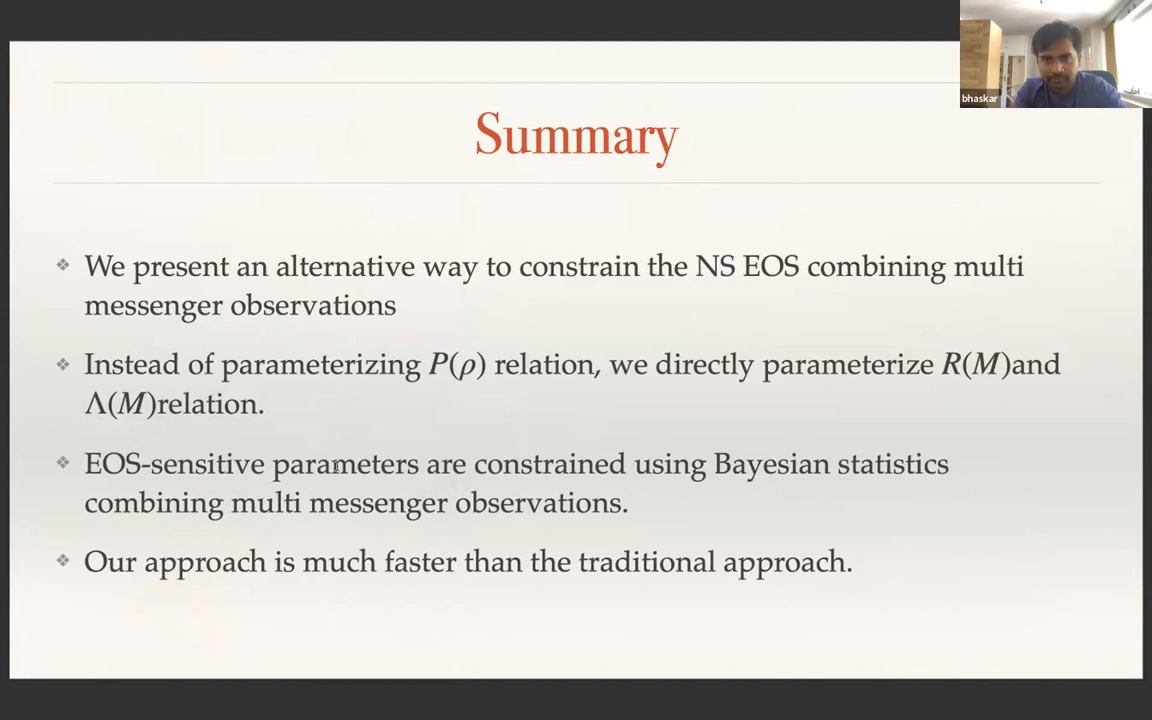 bhaskar
Summary
We present an alternative way to constrain the NS EOS combining multi
messenger observations
Instead of parameterizing P(ρ) relation, we directly parameterize R(M)and
Λ(M)relation.
EOS-sensitive parameters are constrained using Bayesian statistics
combining multi messenger observations.
Our approach is much faster than the traditional approach.